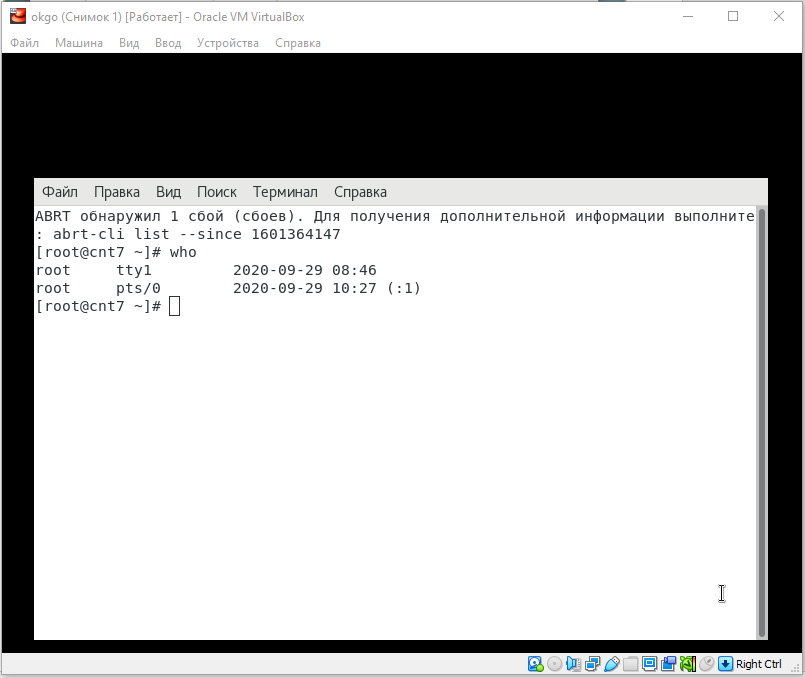 okgo (Снимок 1) [Работает] - Oracle VM VirtualBox
Файл Машина Вид Ввод Устройства Справка
Файл Правка Вид Поиск Терминал Справка
ABRT обнаружил 1 сбой (сбоев). Для получения дополнительной информации выполните
: abrt-cli list --since 1601364147
[root@cnt7 ~]# who
root     tty1         2020-09-29 08:46
root     pts/0        2020-09-29 10:27 (:1)
[root@cnt7 ~]#
Right Ctrl